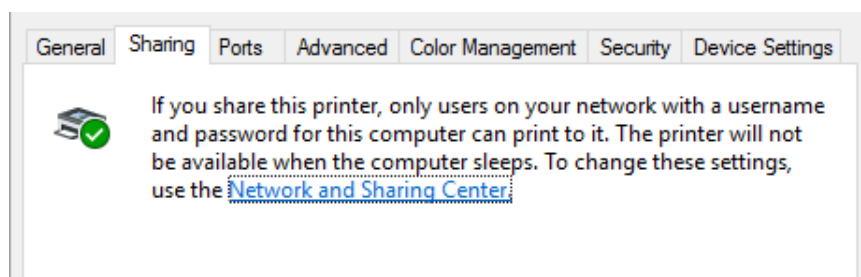 General Sharing Ports Advanced Color Management Security Device Settings
If you share this printer, only users on your network with a username
and password for this computer can print to it. The printer will not
be available when the computer sleeps. To change these settings,
use the Network and Sharing Center.